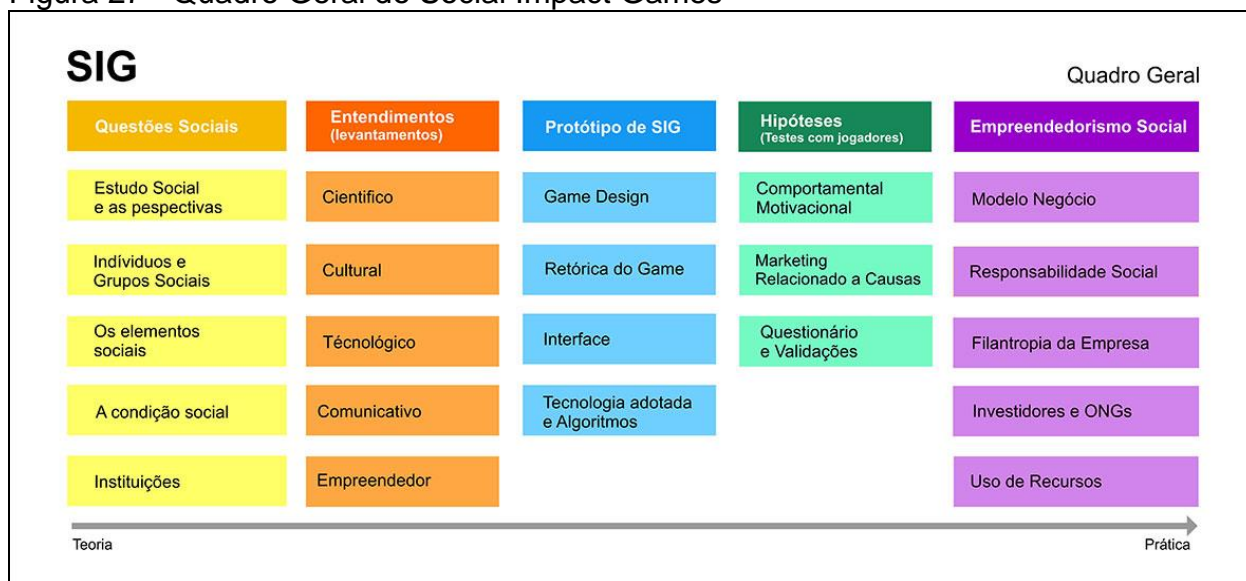 Figura 27 - Quadro Geral de Social Impact Games
SIG
Quadro Geral
Questões Sociais
Estudo Social
e as pespectivas
Indíviduos e
Grupos Sociais
Os elementos
sociais
A condição social
Instituições
Entendimentos
(levantamentos)
Cientifico
Cultural
Técnológico
Comunicativo
Empreendedor
Protótipo de SIG
Game Design
Retórica do Game
Interface
Tecnologia adotada
e Algoritmos
Hipóteses
(Testes com jogadores)
Comportamental
Motivacional
Marketing
Relacionado a Causas
Questionário
e Validações
Empreendedorismo Social
Modelo Negócio
Responsabilidade Social
Filantropia da Empresa
Investidores e ONGs
Uso de Recursos
Teoria
Prática